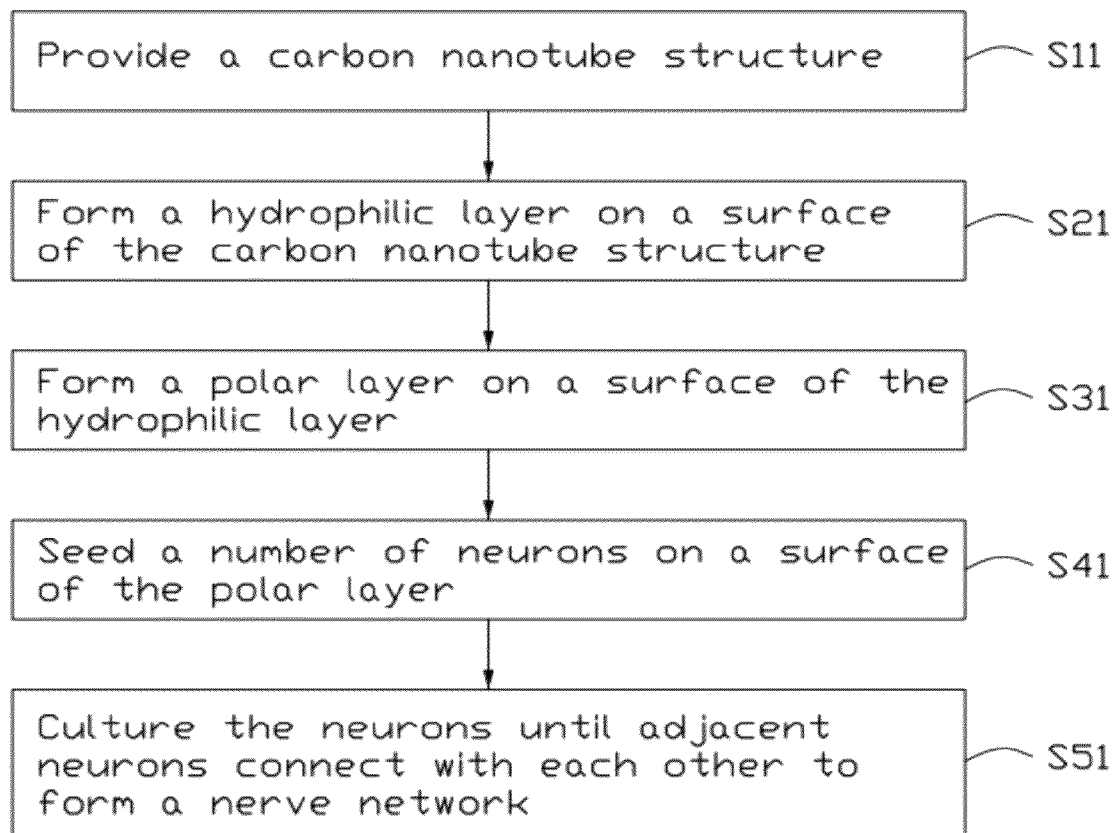 Provide a carbon nanotube structure
S11
Form a hydrophilic layer on a surface
of the carbon nanotube structure
S21
Form a polar layer on a surface of the
hydrophilic layer
S31
Seed a number of neurons on a surface
of the polar layer
S41
Culture the neurons until adjacent
neurons connect with each other to
form a nerve network
S51